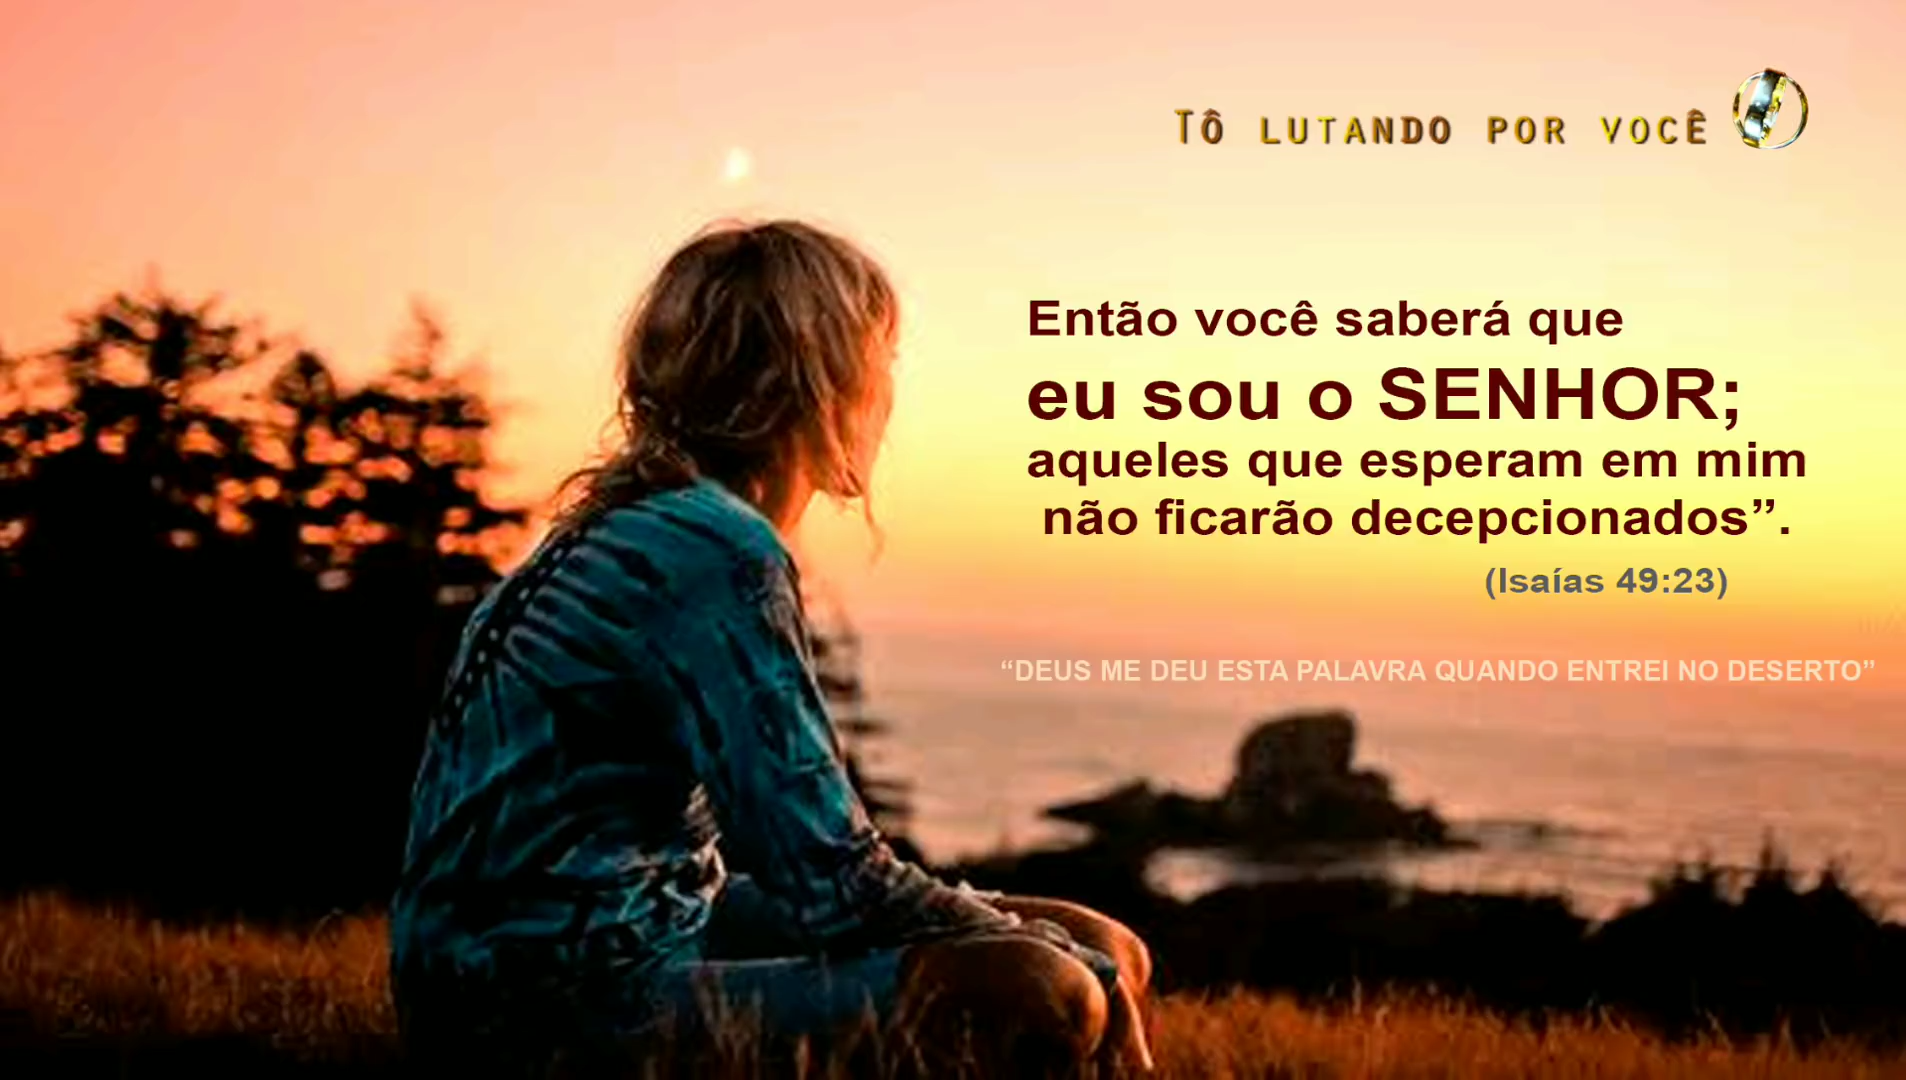 TÔ LUTANDO POR VOCÊ
Então você saberá que
eu sou o SENHOR;
aqueles que esperam em mim
não ficarão decepcionados”.
(Isaías 49:23)
“DEUS ME DEU ESTA PALAVRA QUANDO ENTREI NO DESERTO”